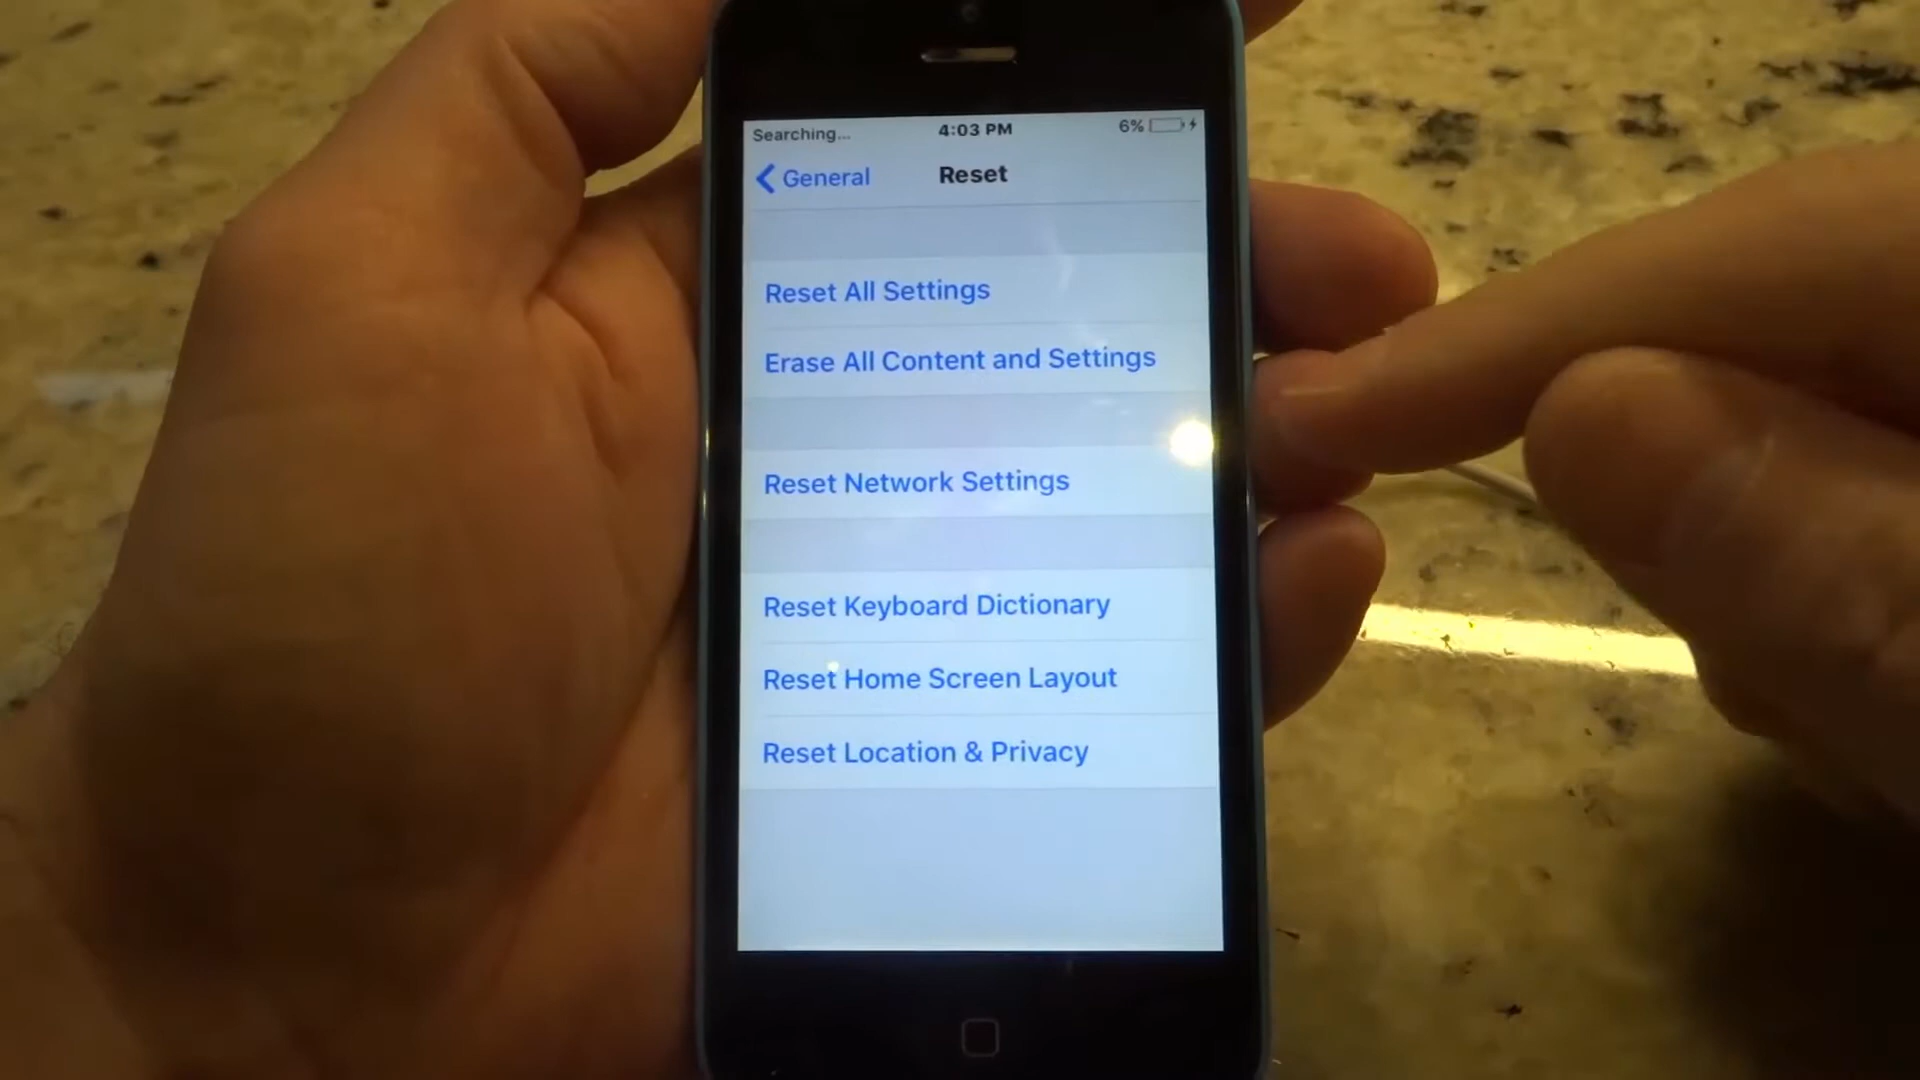 Searching...
4:03 PM
6%
General
Reset
Reset All Settings
Erase All Content and Settings
Reset Network Settings
Reset Keyboard Dictionary
Reset Home Screen Layout
Reset Location & Privacy